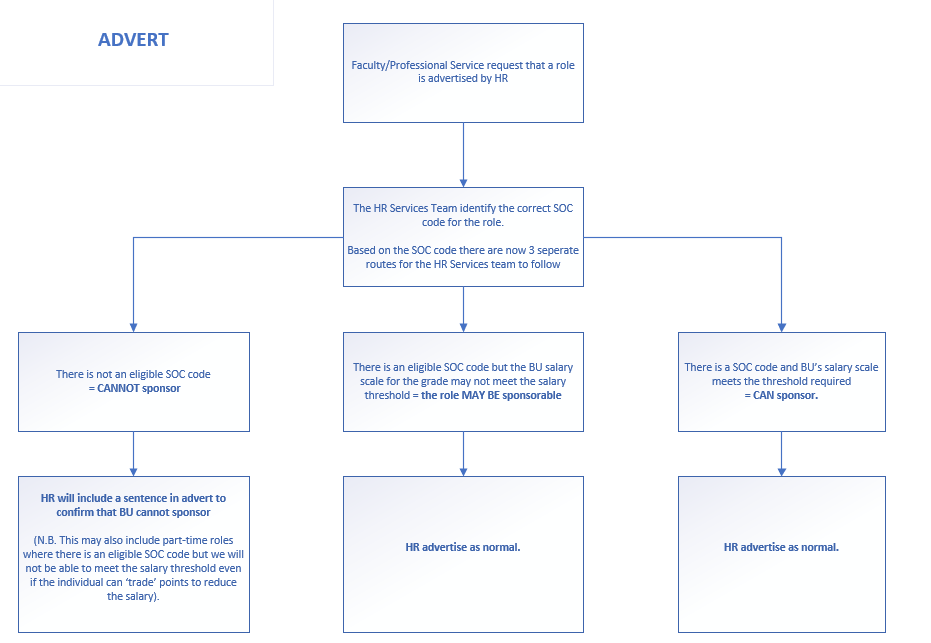 ADVERT
Faculty/Professional Service request that a role
is advertised by HR
The HR Services Team identify the correct SOC
code for the role.
Based on the SOC code there are now 3 seperate
routes for the HR Services team to follow
There is not an eligible SOC code
= CANNOT sponsor
There is an eligible SOC code but the BU salary
scale for the grade may not meet the salary
threshold = the role MAY BE sponsorable
There is a SOC code and BU's salary scale
meets the threshold required
= CAN sponsor.
HR will include a sentence in advert to
confirm that BU cannot sponsor
(N.B. This may also include part-time roles
where there is an eligible SOC code but we will
not be able to meet the salary threshold even
if the individual can 'trade' points to reduce
the salary).
HR advertise as normal.
HR advertise as normal.